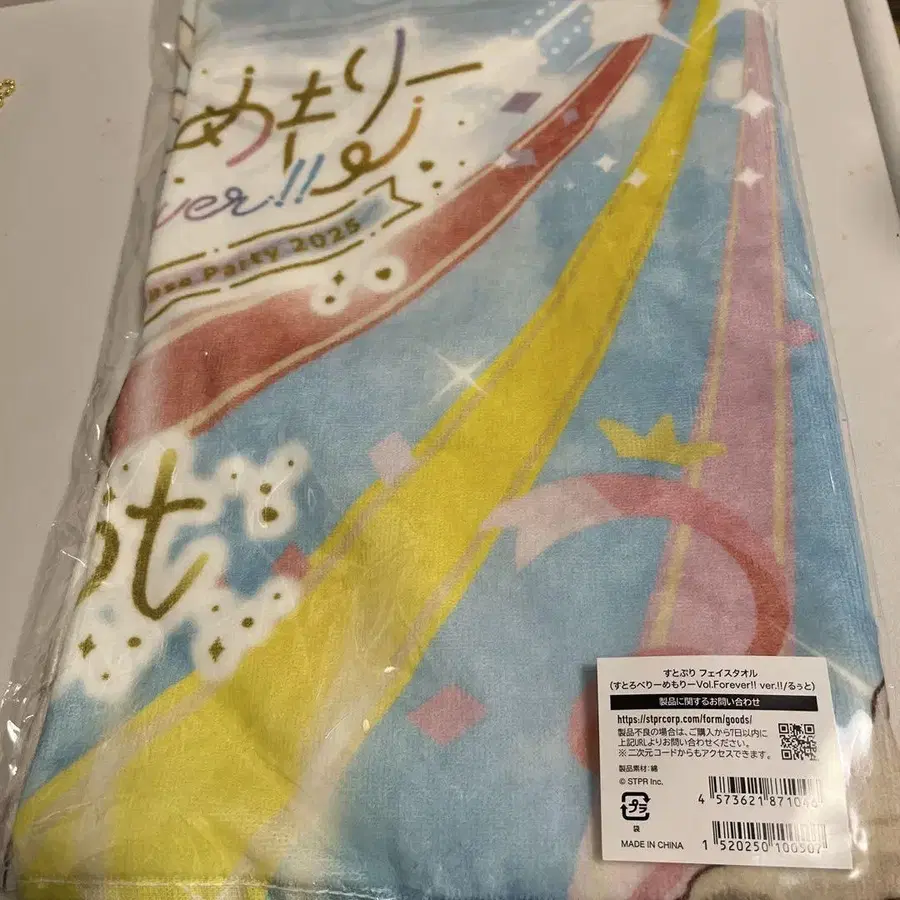 めもりー
ver.!!
ase Party 2025
ot
すとぷり フェイスタオル
(すとろべりーめもりーVol.Forever!! ver.!!/るぅと)
製品に関するお問い合わせ
https://stprcorp.com/form/goods/
製品不良の場合は、ご購入から7日以内に
上記URLよりお問い合わせください。
※二次元コードからもアクセスできます。
製品素材:綿
© STPR Inc.
4 573621 871046
プラ
袋
MADE IN CHINA
1 520250 100507